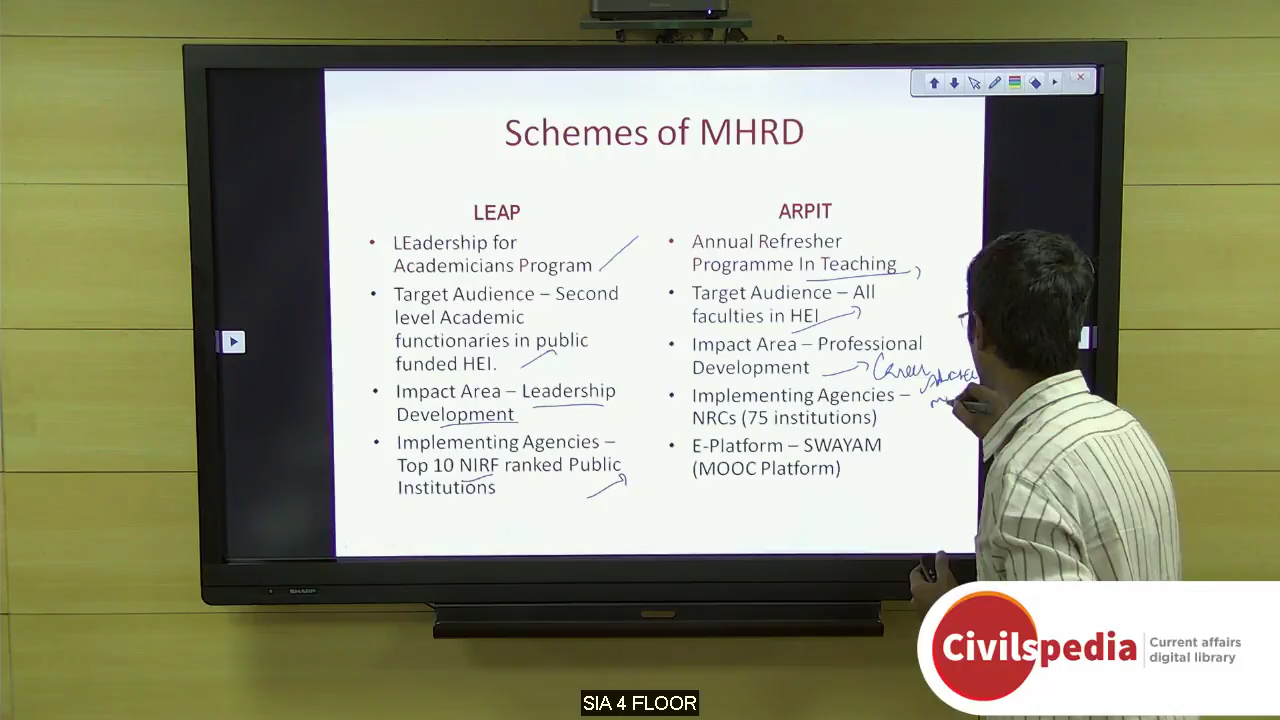 Schemes of MHRD
LEAP
• LEadership for
Academicians Program
• Target Audience – Second
level Academic
functionaries in public
funded HEI.
• Impact Area – Leadership
Development
• Implementing Agencies –
Top 10 NIRF ranked Public
Institutions
ARPIT
• Annual Refresher
Programme In Teaching
• Target Audience – All
faculties in HEI
• Impact Area – Professional
Development
Career
• Implementing Agencies –
NRCs (75 institutions)
• E-Platform – SWAYAM
(MOOC Platform)
SHARP
Civilspedia
Current affairs
digital library
SIA 4 FLOOR